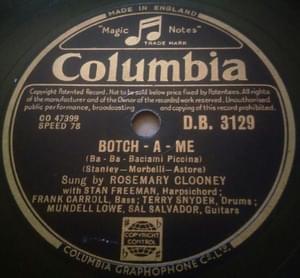 MADE IN ENGLAND
"Magic Notes"
TRADE MARK
Columbia
Copyright Patented Record. Not to be sold below price fixed by Patentees. All rights
of the manufacturer and of the Owner of the recorded work reserved. Unauthorised
public performance, broadcasting and copying of this record prohibited.
CO 47399
SPEED 78
D.B. 3129
BOTCH - A - ME
(Ba - Ba - Baciami Piccina)
(Stanley - Morbelli - Astore)
Sung by ROSEMARY CLOONEY
with STAN FREEMAN, Harpsichord;
FRANK CARROLL, Bass; TERRY SNYDER, Drums;
MUNDELL LOWE, SAL SALVADOR, Guitars
COPYRIGHT
CONTROL
COLUMBIA GRAPHOPHONE Co. LTD.